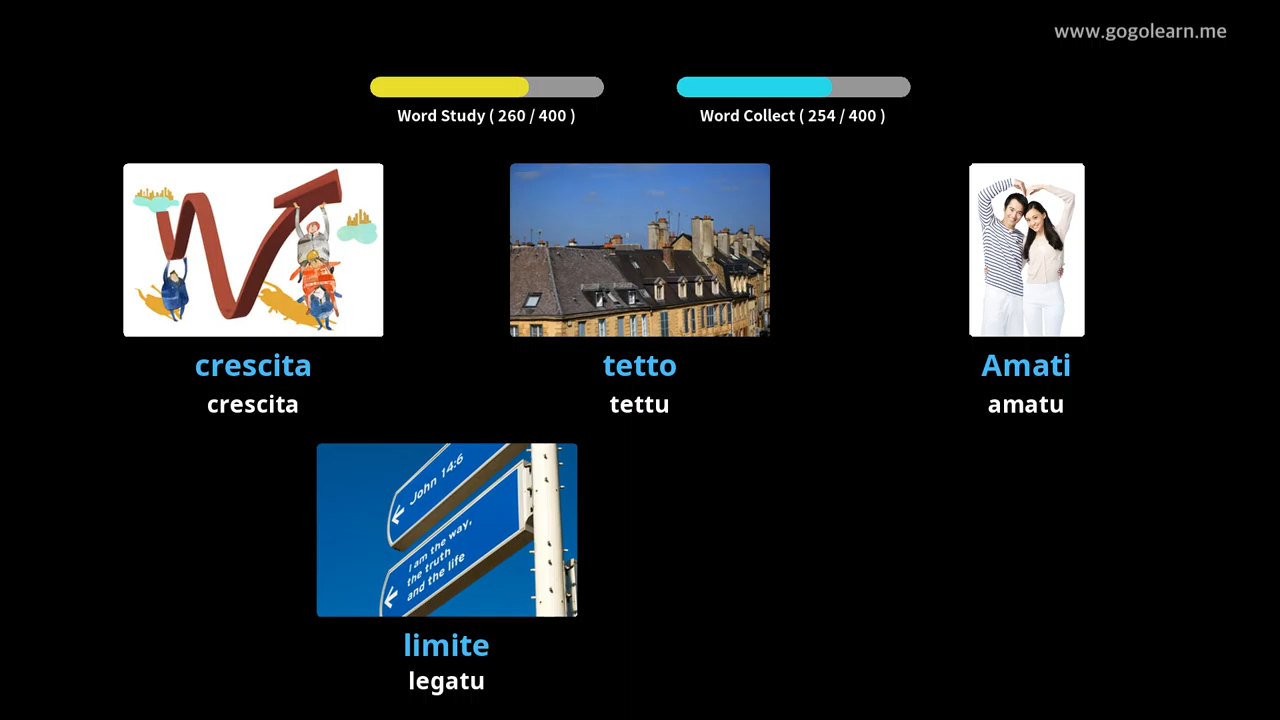 www.gogolearn.me
Word Study ( 260 / 400 )
Word Collect ( 254 / 400 )
crescita
crescita
tetto
tettu
Amati
amatu
John 14:6
I am the way,
the truth
and the life
limite
legatu